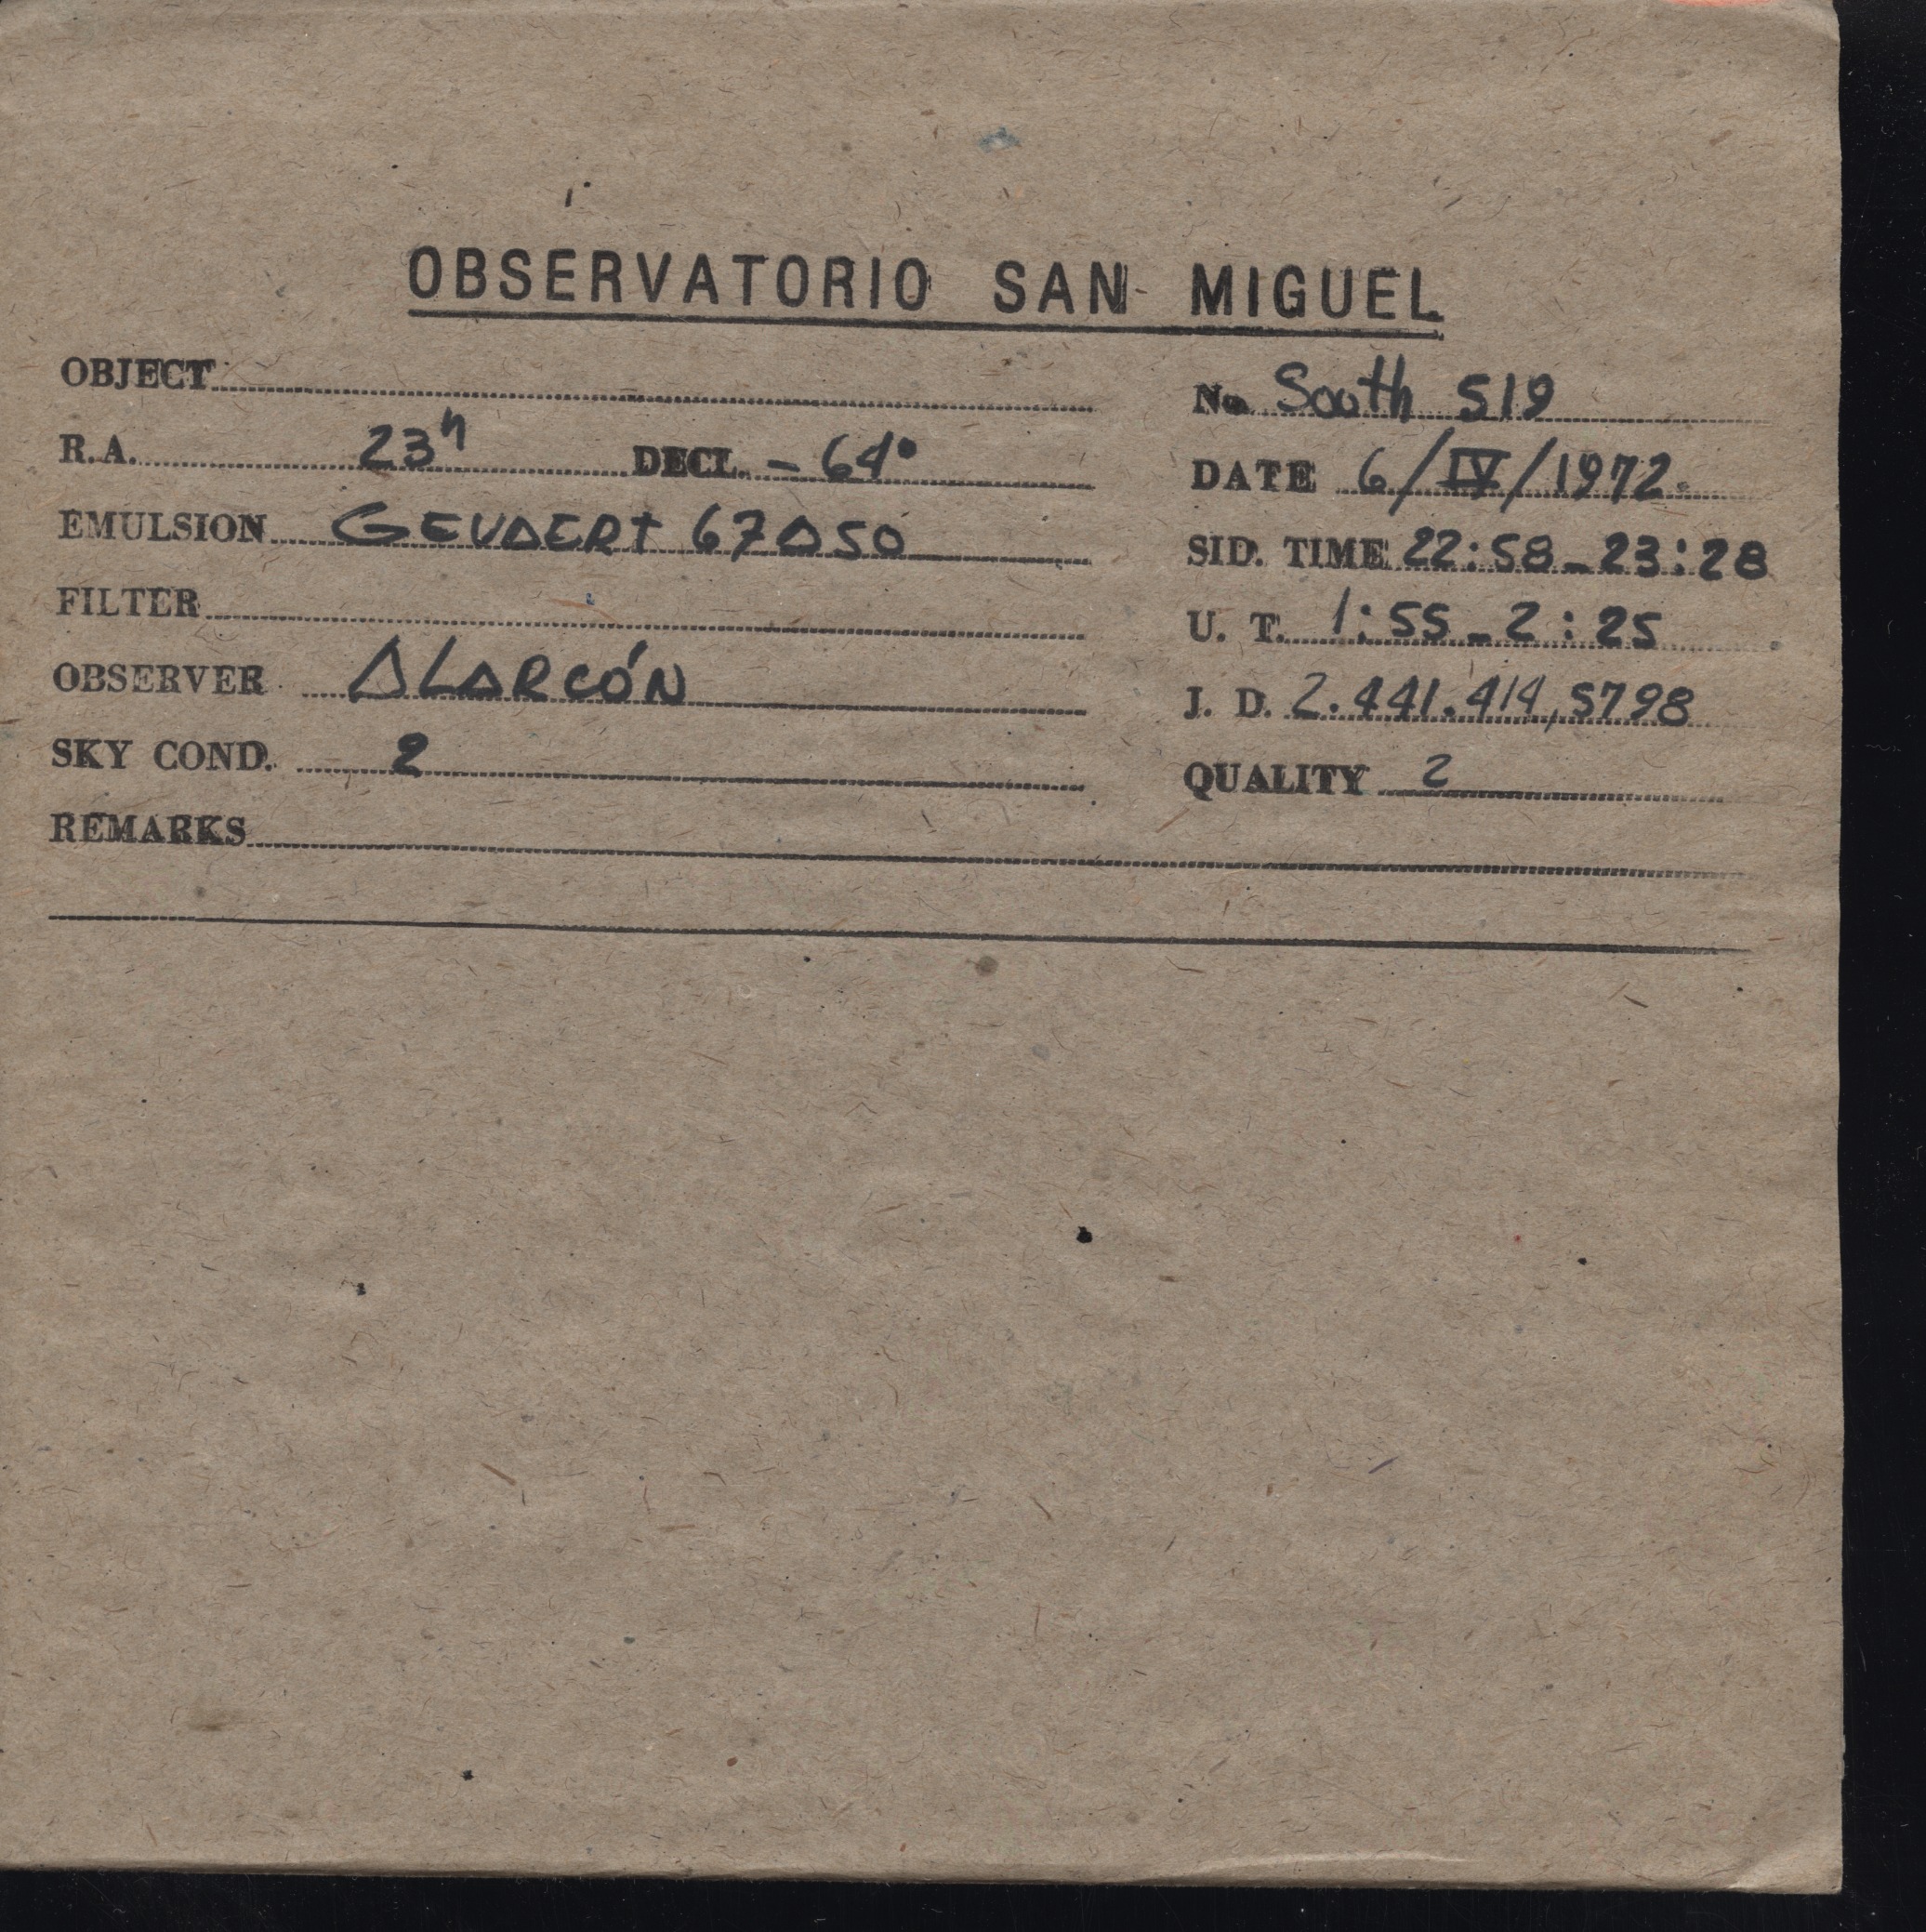 OBSERVATORIO SAN MIGUEL
OBJECT
No South 519
R.A. 23h DECL. - 64°
DATE 6/IV/1972.
EMULSION GEVAERT 67A50
SID. TIME 22:58 - 23:28
FILTER
U. T. 1:55 - 2:25
OBSERVER ALARCÓN
J. D. 2.441.414,5798
SKY COND. 2
QUALITY 2
REMARKS